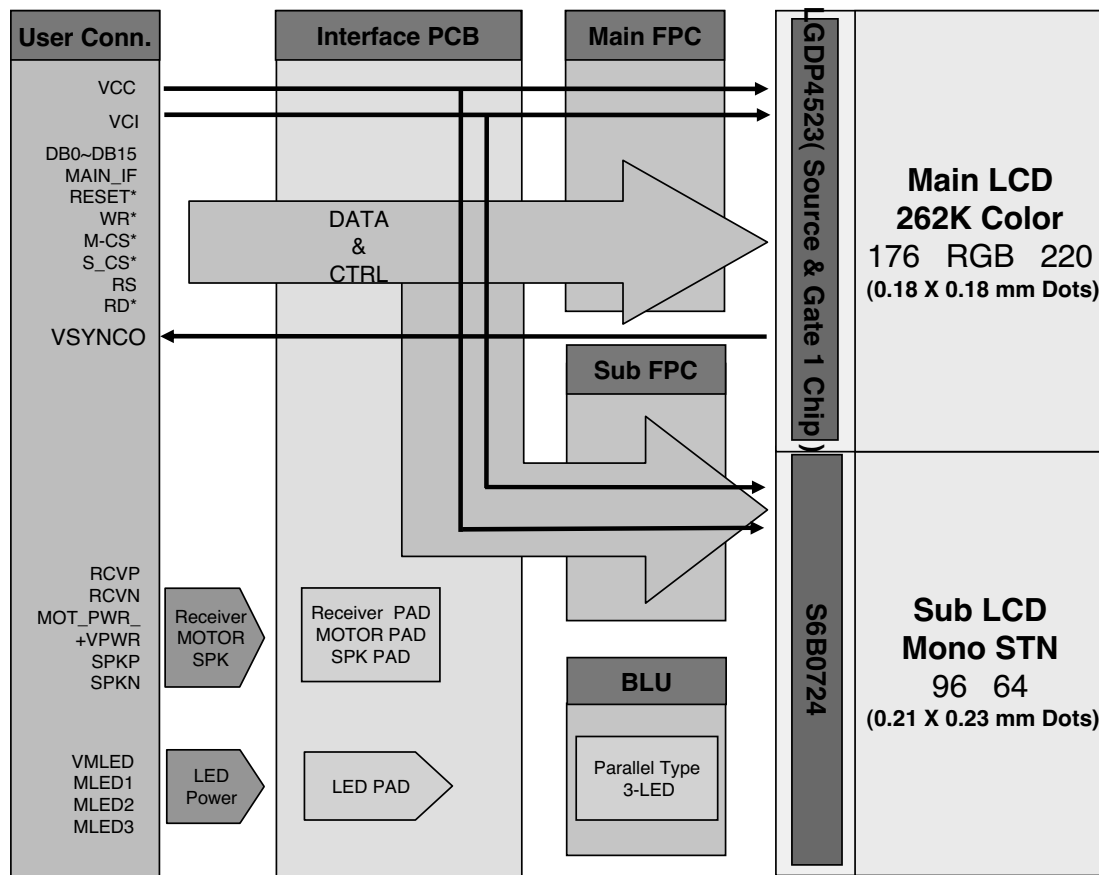 User Conn.
VCC
VCI
DB0~DB15
MAIN_IF
RESET*
WR*
M-CS*
S_CS*
RS
RD*
VSYNCO
RCVP
RCVN
MOT_PWR_
+VPWR
SPKP
SPKN
VMLED
MLED1
MLED2
MLED3
Receiver
MOTOR
SPK
LED
Power
Interface PCB
DATA
&
CTRL
Receiver PAD
MOTOR PAD
SPK PAD
LED PAD
Main FPC
Sub FPC
BLU
Parallel Type
3-LED
LGDP4523( Source & Gate 1 Chip )
S6B0724
Main LCD
262K Color
176 RGB 220
(0.18 X 0.18 mm Dots)
Sub LCD
Mono STN
96 64
(0.21 X 0.23 mm Dots)